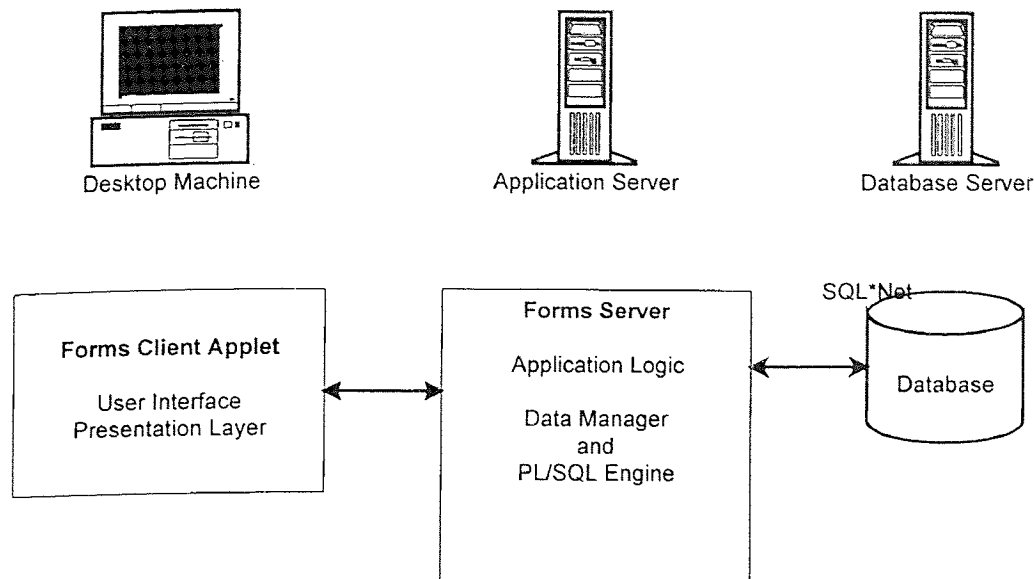 Desktop Machine
Application Server
Database Server
Forms Client Applet
User Interface
Presentation Layer
Forms Server
Application Logic
Data Manager
and
PL/SQL Engine
SQL*Net
Database